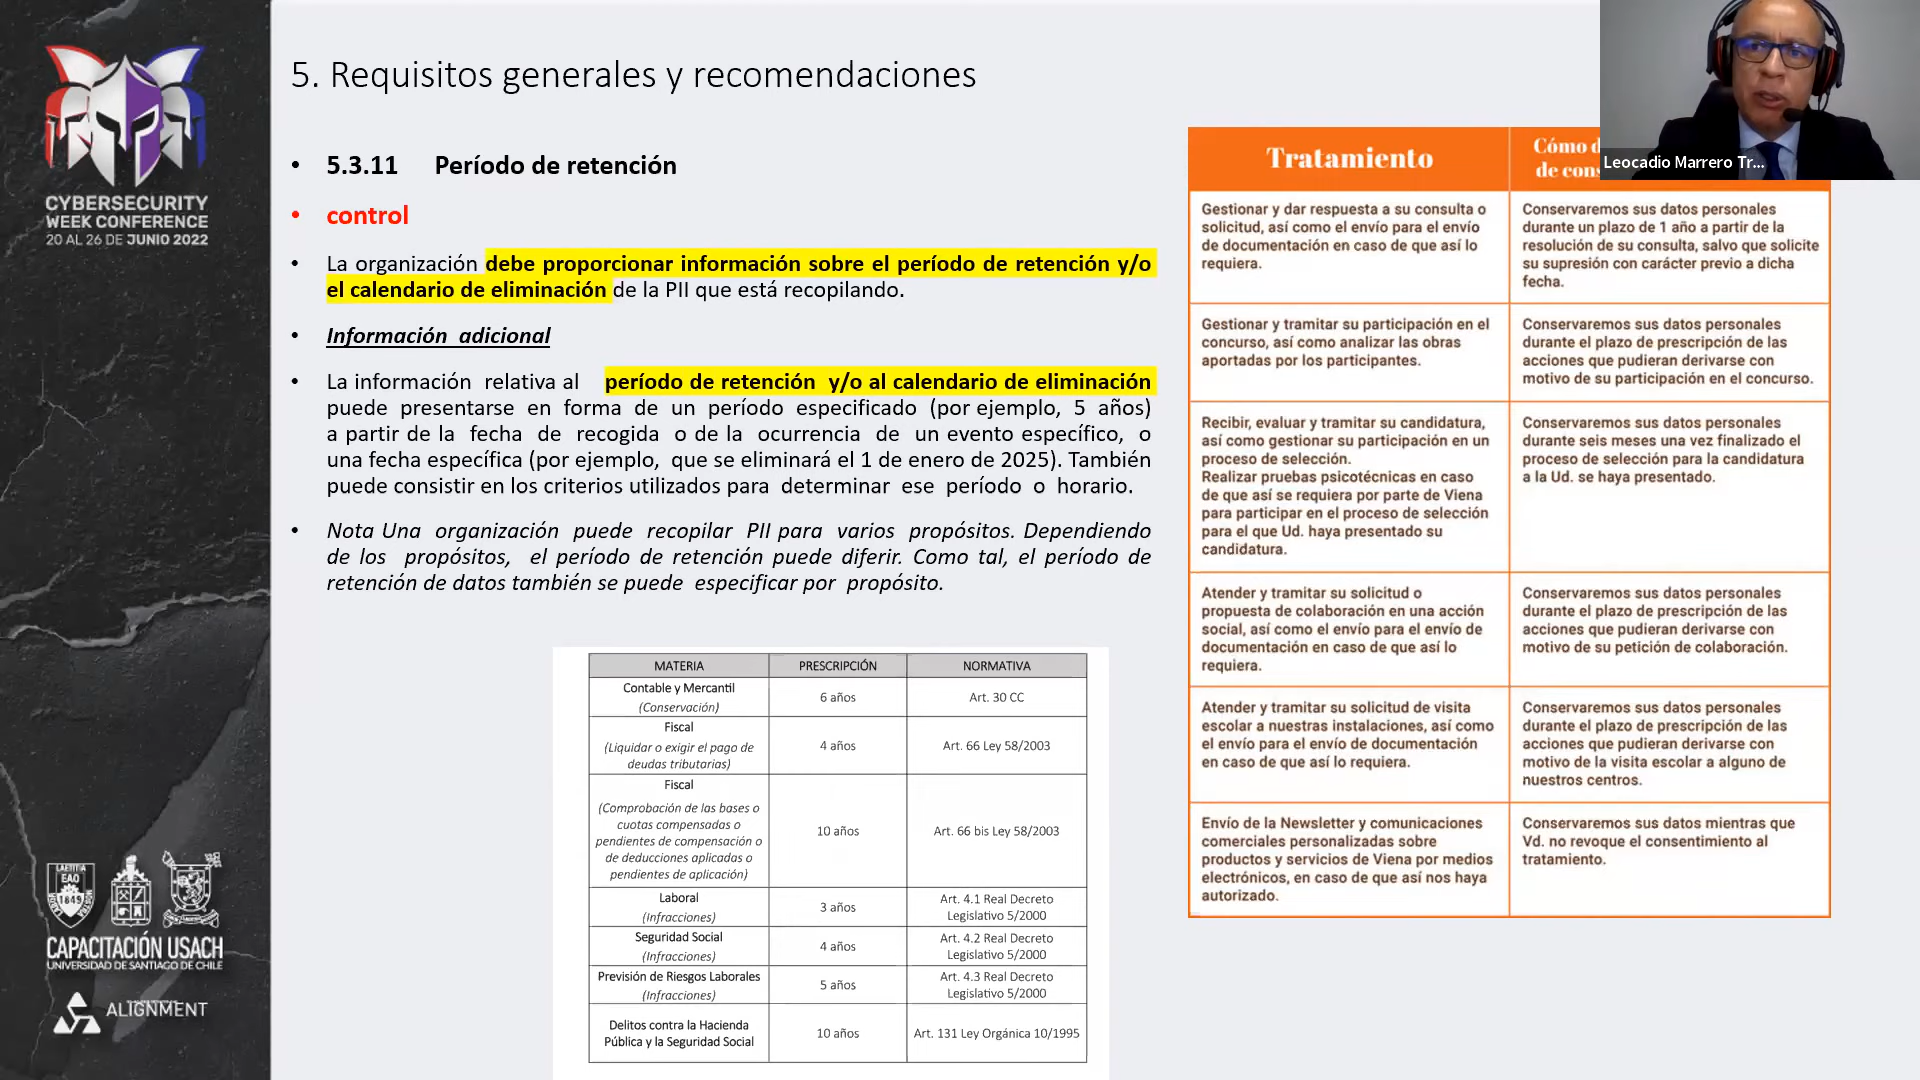 5. Requisitos generales y recomendaciones
• 5.3.11 Período de retención
• control
• La organización debe proporcionar información sobre el período de retención y/o
el calendario de eliminación de la PII que está recopilando.
• Información adicional
• La información relativa al período de retención y/o al calendario de eliminación
puede presentarse en forma de un período especificado (por ejemplo, 5 años)
a partir de la fecha de recogida o de la ocurrencia de un evento específico, o
una fecha específica (por ejemplo, que se eliminará el 1 de enero de 2025). También
puede consistir en los criterios utilizados para determinar ese período o horario.
• Nota Una organización puede recopilar PII para varios propósitos. Dependiendo
de los propósitos, el período de retención puede diferir. Como tal, el período de
retención de datos también se puede especificar por propósito.
MATERIA PRESCRIPCIÓN NORMATIVA
Contable y Mercantil
(Conservación)
6 años
Art. 30 CC
Fiscal
(Liquidar o exigir el pago de
deudas tributarias)
4 años
Art. 66 Ley 58/2003
Fiscal
(Comprobación de las bases o
cuotas compensadas o
pendientes de compensación o
de deducciones aplicadas o
pendientes de aplicación)
10 años
Art. 66 bis Ley 58/2003
Laboral
(Infracciones)
3 años
Art. 4.1 Real Decreto
Legislativo 5/2000
Seguridad Social
(Infracciones)
4 años
Art. 4.2 Real Decreto
Legislativo 5/2000
Previsión de Riesgos Laborales
(Infracciones)
5 años
Art. 4.3 Real Decreto
Legislativo 5/2000
Delitos contra la Hacienda
Pública y la Seguridad Social
10 años
Art. 131 Ley Orgánica 10/1995
Tratamiento
Cómo
de
Gestionar y dar respuesta a su consulta o
solicitud, así como el envío para el envío
de documentación en caso de que así lo
requiera.
Conservaremos sus datos personales
durante un plazo de 1 año a partir de la
resolución de su consulta, salvo que solicite
su supresión con carácter previo a dicha
fecha.
Gestionar y tramitar su participación en el
concurso, así como analizar las obras
aportadas por los participantes.
Conservaremos sus datos personales
durante el plazo de prescripción de las
acciones que pudieran derivarse con
motivo de su participación en el concurso.
Recibir, evaluar y tramitar su candidatura,
así como gestionar su participación en un
proceso de selección.
Realizar pruebas psicotécnicas en caso
de que así se requiera por parte de Viena
para participar en el proceso de selección
para el que Ud. haya presentado su
candidatura.
Conservaremos sus datos personales
durante seis meses una vez finalizado el
proceso de selección para la candidatura
a la Ud. se haya presentado.
Atender y tramitar su solicitud o
propuesta de colaboración en una acción
social, así como el envío para el envío de
documentación en caso de que así lo
requiera.
Conservaremos sus datos personales
durante el plazo de prescripción de las
acciones que pudieran derivarse con
motivo de su petición de colaboración.
Atender y tramitar su solicitud de visita
escolar a nuestras instalaciones, así como
el envío para el envío de documentación
en caso de que así lo requiera.
Conservaremos sus datos personales
durante el plazo de prescripción de las
acciones que pudieran derivarse con
motivo de la visita escolar a alguno de
nuestros centros.
Envío de la Newsletter y comunicaciones
comerciales personalizadas sobre
productos y servicios de Viena por medios
electrónicos, en caso de que así nos haya
autorizado.
Conservaremos sus datos mientras que
Vd. no revoque el consentimiento al
tratamiento.
Leocadio Marrero Tr...
CYBERSECURITY
WEEK CONFERENCE
20 AL 26 DE JUNIO 2022
LAETITIA
EAO
1849
CAPACITACIÓN USACH
UNIVERSIDAD DE SANTIAGO DE CHILE
ALIGNMENT